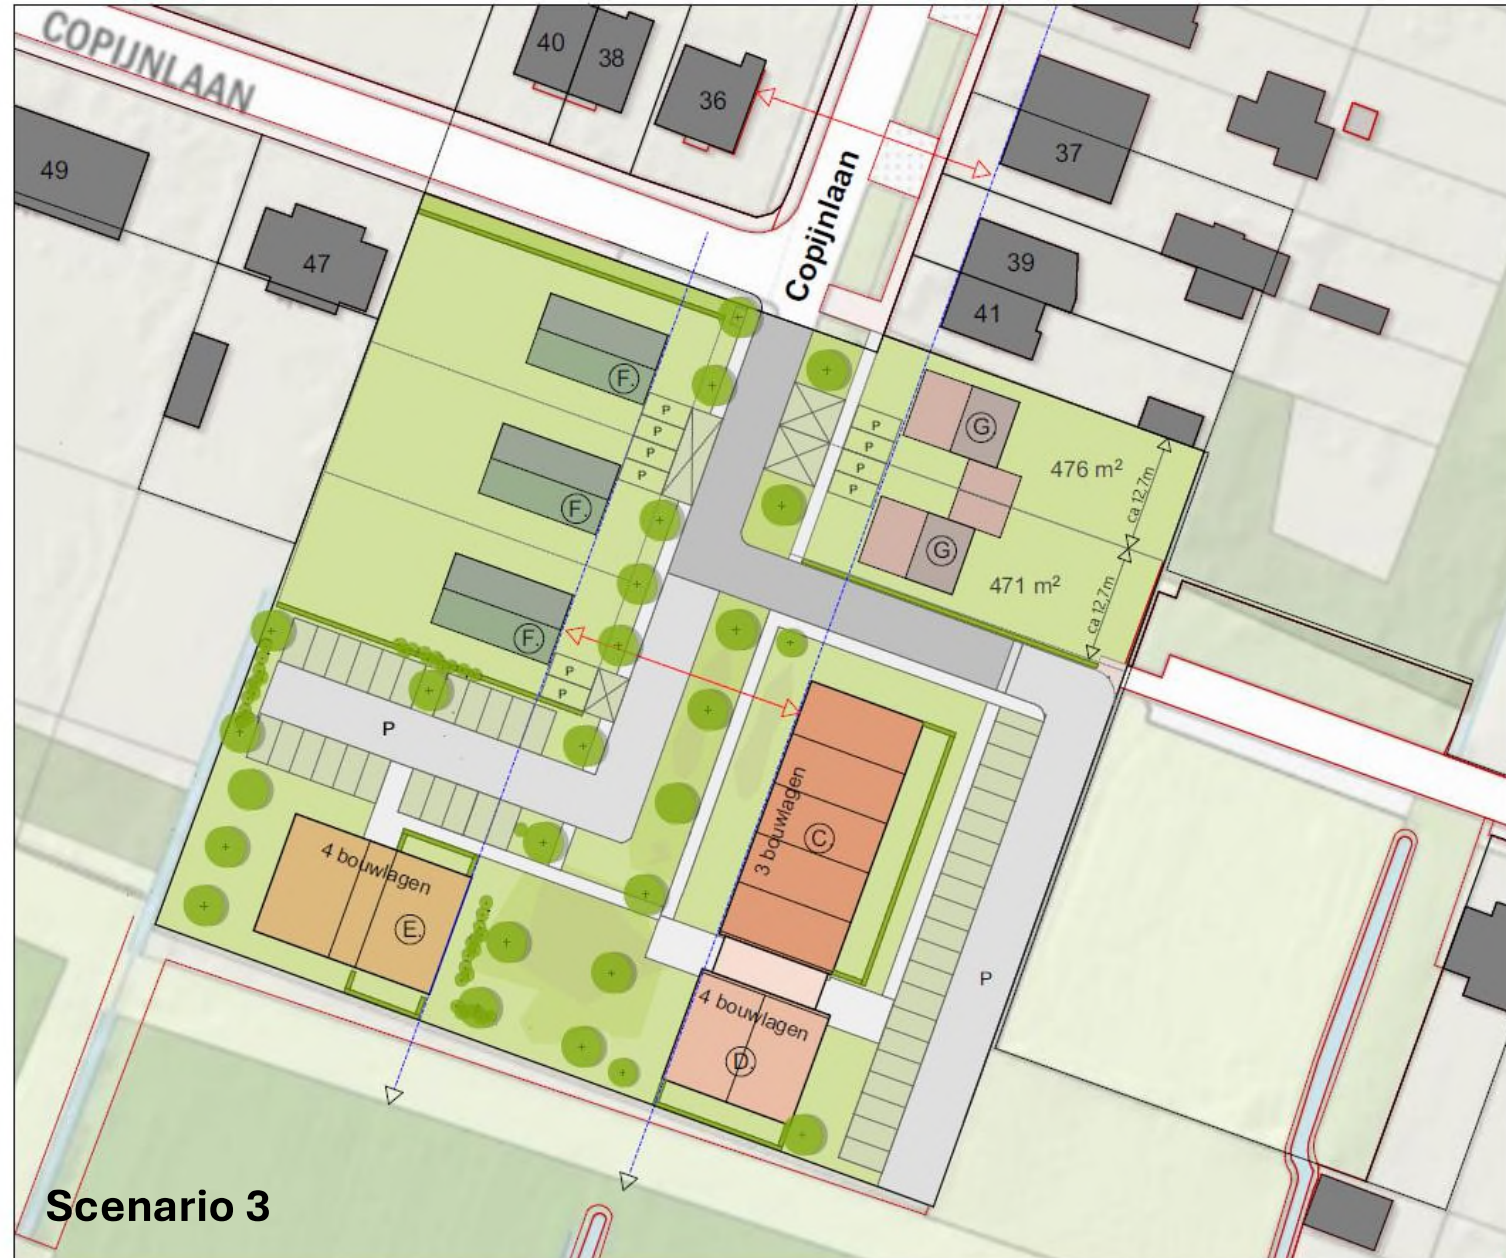 COPIJNLAAN
40
38
36
49
47
Copijnlaan
37
39
41
F.
P
P
P
P
F.
F.
P
P
G
P
P
P
P
476 m²
ca 12,7m
G
471 m²
ca 12,7m
P
3 bouwlagen
C
4 bouwlagen
E.
P
4 bouwlagen
D.
Scenario 3